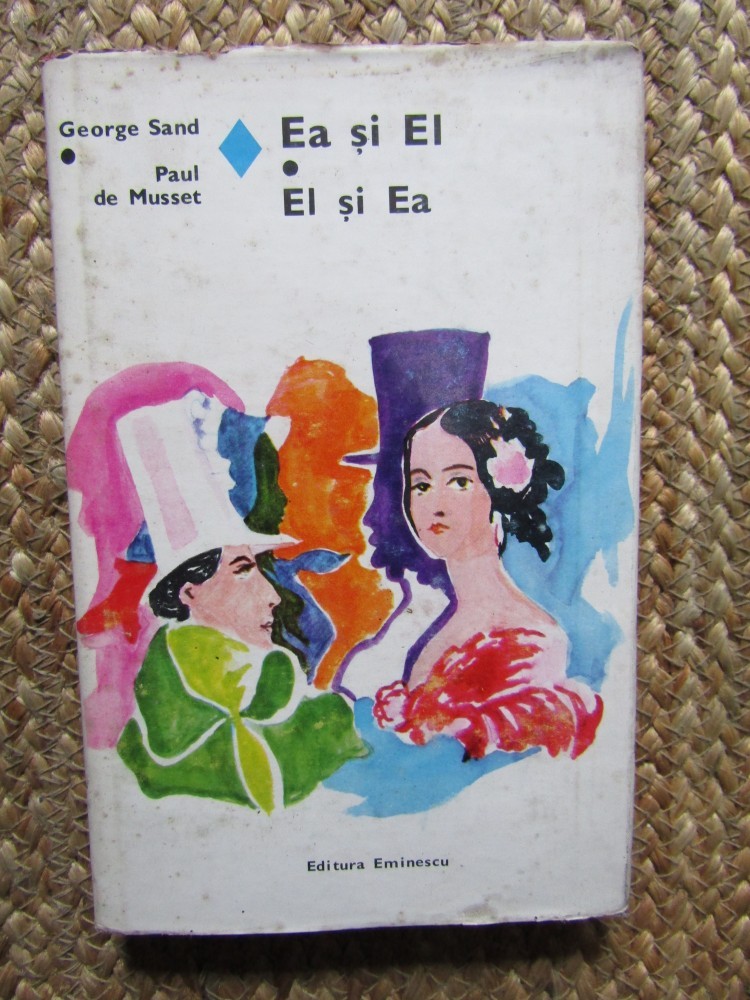 George Sand
•
Paul
de Musset
Ea și El
•
El și Ea
Editura Eminescu